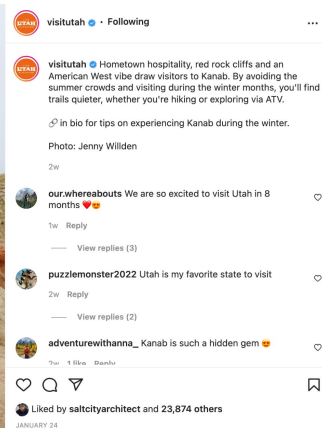 UTAH
visitutah • Following
UTAH
visitutah Hometown hospitality, red rock cliffs and an
American West vibe draw visitors to Kanab. By avoiding the
summer crowds and visiting during the winter months, you'll find
trails quieter, whether you're hiking or exploring via ATV.
🔗 in bio for tips on experiencing Kanab during the winter.
Photo: Jenny Willden
2w
our.whereabouts We are so excited to visit Utah in 8
months ❤️😍
1w Reply
View replies (3)
puzzlemonster2022 Utah is my favorite state to visit
2w Reply
View replies (2)
adventurewithanna_ Kanab is such a hidden gem 😍
2w 1 like Reply
Liked by saltcityarchitect and 23,874 others
JANUARY 24